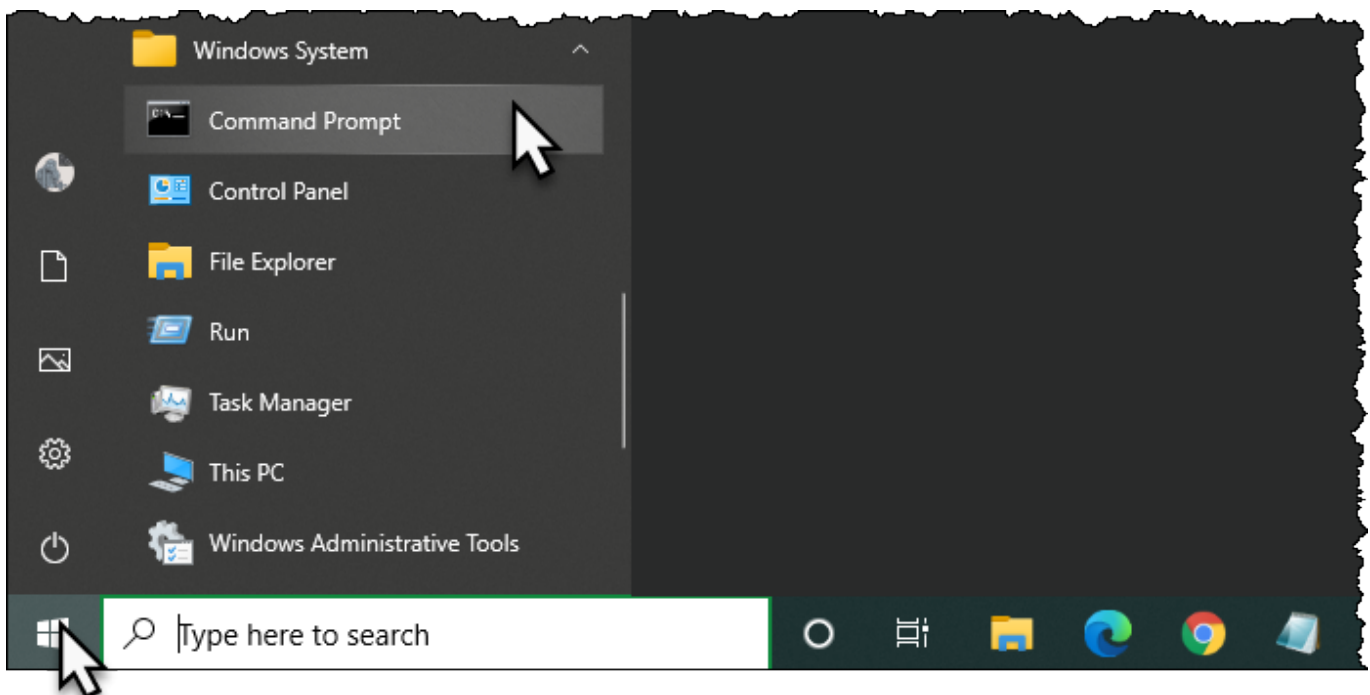 Windows System
Command Prompt
Control Panel
File Explorer
Run
Task Manager
This PC
Windows Administrative Tools
Type here to search